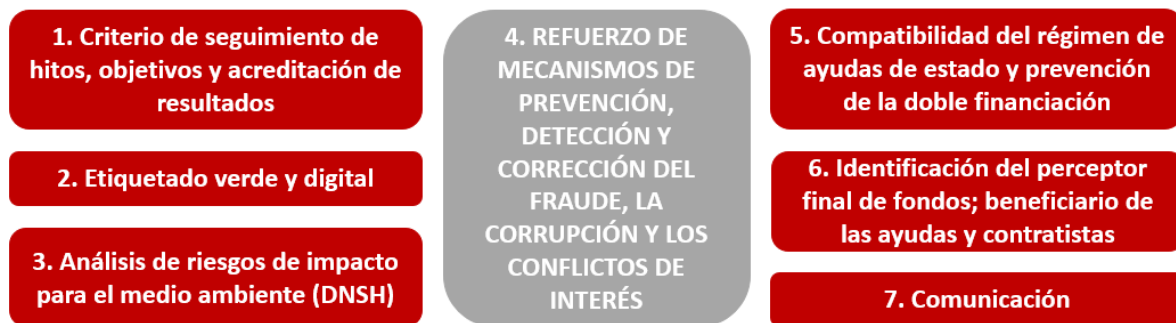 1. Criterio de seguimiento de
hitos, objetivos y acreditación de
resultados
2. Etiquetado verde y digital
3. Análisis de riesgos de impacto
para el medio ambiente (DNSH)
4. REFUERZO DE
MECANISMOS DE
PREVENCIÓN,
DETECCIÓN Y
CORRECCIÓN DEL
FRAUDE, LA
CORRUPCIÓN Y LOS
CONFLICTOS DE
INTERÉS
5. Compatibilidad del régimen de
ayudas de estado y prevención
de la doble financiación
6. Identificación del perceptor
final de fondos; beneficiario de
las ayudas y contratistas
7. Comunicación